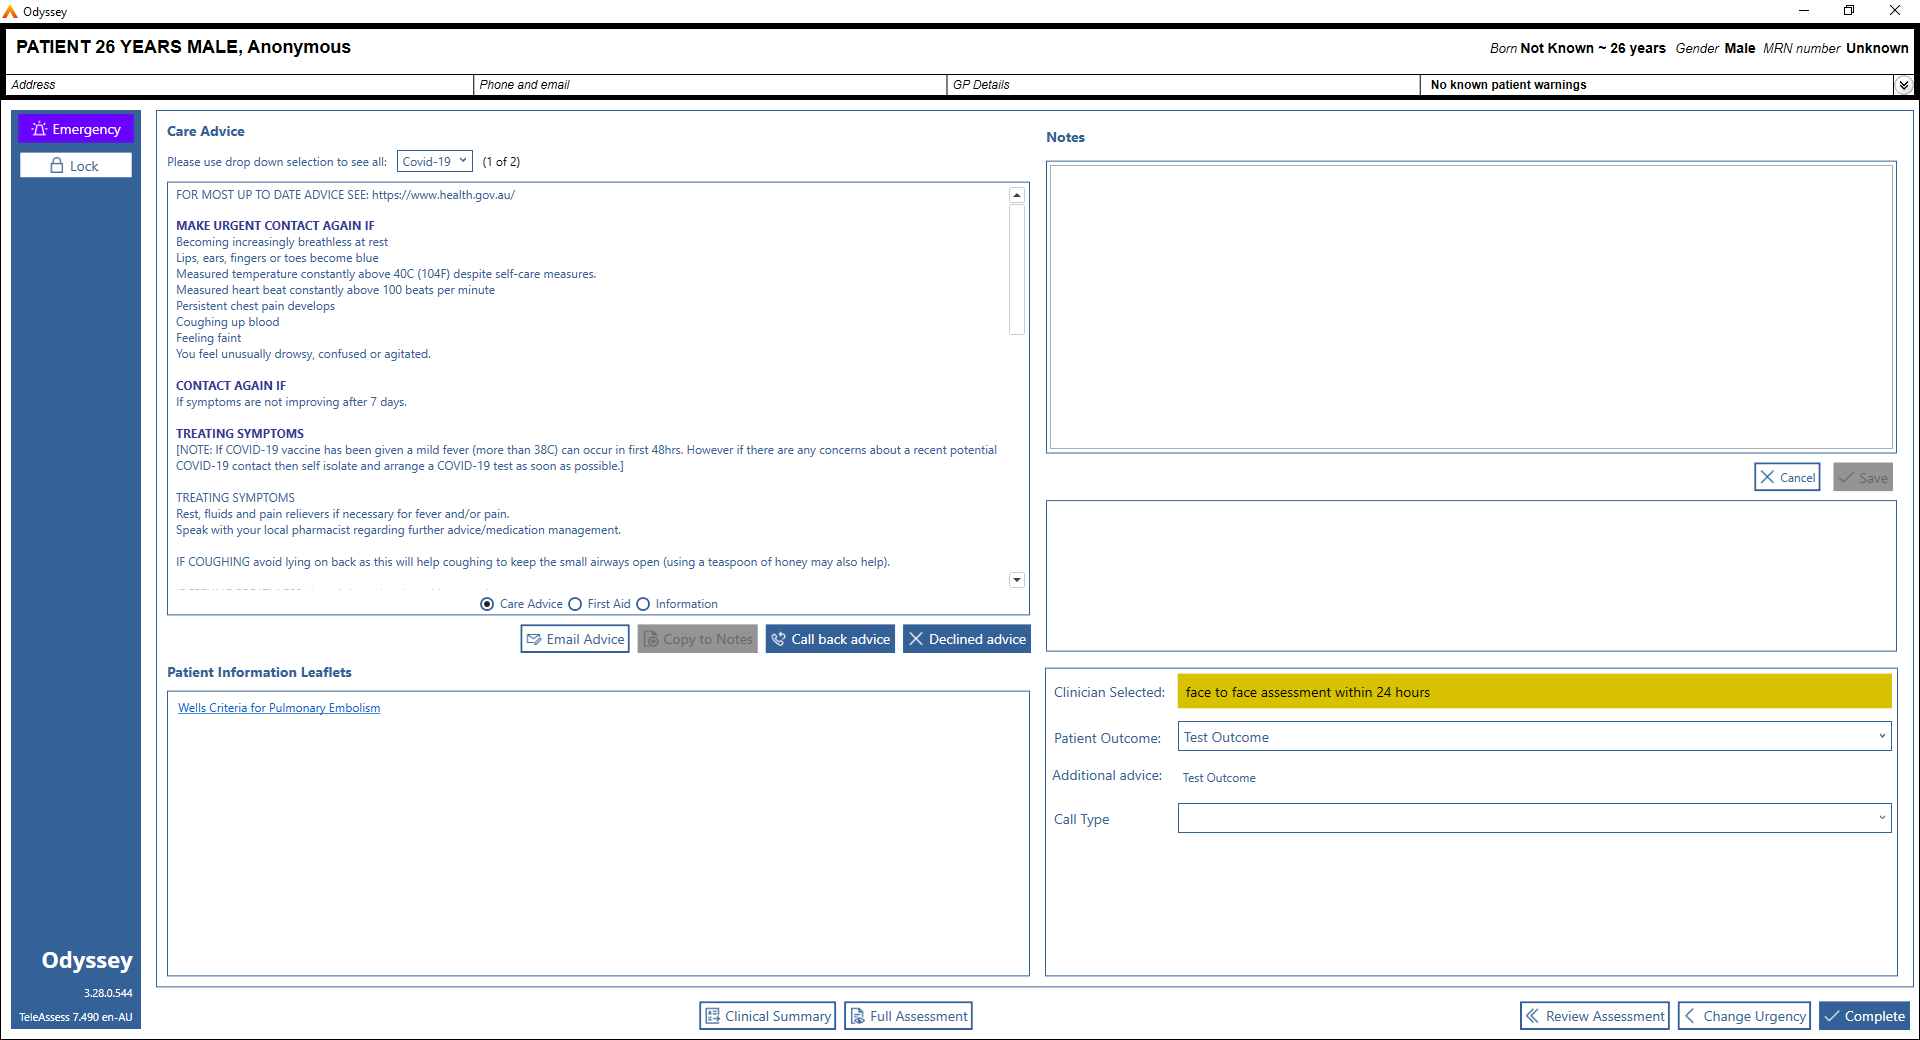 Odyssey
PATIENT 26 YEARS MALE, Anonymous
Born Not Known ~ 26 years Gender Male MRN number Unknown
Address
Phone and email
GP Details
No known patient warnings
Emergency
Lock
Care Advice
Please use drop down selection to see all: Covid-19 (1 of 2)
FOR MOST UP TO DATE ADVICE SEE: https://www.health.gov.au/
MAKE URGENT CONTACT AGAIN IF
Becoming increasingly breathless at rest
Lips, ears, fingers or toes become blue
Measured temperature constantly above 40C (104F) despite self-care measures.
Measured heart beat constantly above 100 beats per minute
Persistent chest pain develops
Coughing up blood
Feeling faint
You feel unusually drowsy, confused or agitated.
CONTACT AGAIN IF
If symptoms are not improving after 7 days.
TREATING SYMPTOMS
[NOTE: If COVID-19 vaccine has been given a mild fever (more than 38C) can occur in first 48hrs. However if there are any concerns about a recent potential
COVID-19 contact then self isolate and arrange a COVID-19 test as soon as possible.]
TREATING SYMPTOMS
Rest, fluids and pain relievers if necessary for fever and/or pain.
Speak with your local pharmacist regarding further advice/medication management.
IF COUGHING avoid lying on back as this will help coughing to keep the small airways open (using a teaspoon of honey may also help).
Care Advice First Aid Information
Email Advice
Copy to Notes
Call back advice
Declined advice
Patient Information Leaflets
Wells Criteria for Pulmonary Embolism
Notes
Cancel
Save
Clinician Selected: face to face assessment within 24 hours
Patient Outcome: Test Outcome
Additional advice: Test Outcome
Call Type
Odyssey
3.28.0.544
TeleAssess 7.490 en-AU
Clinical Summary
Full Assessment
Review Assessment
Change Urgency
Complete